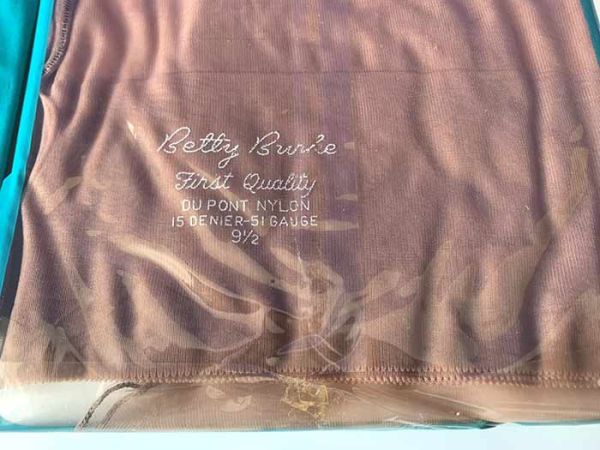 Betty Burke
First Quality
DU PONT NYLON
15 DENIER-51 GAUGE
9½